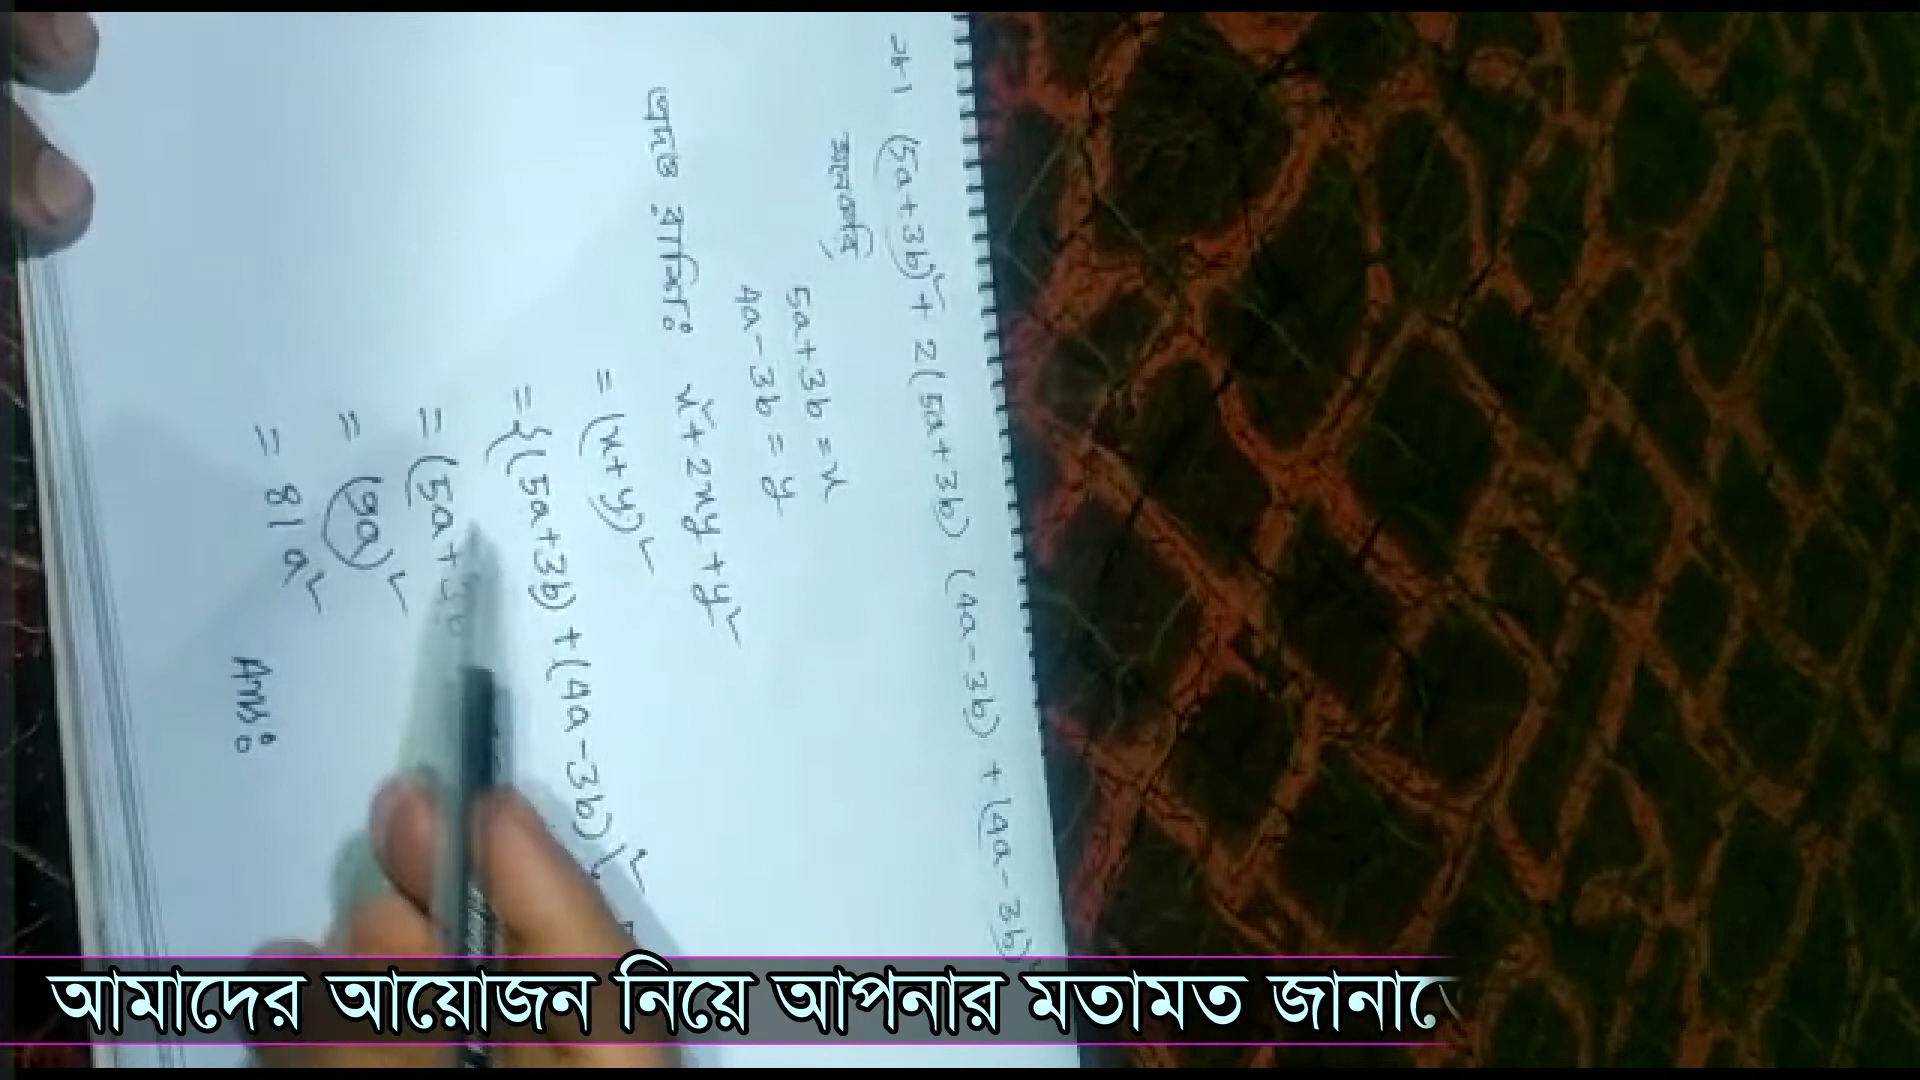 ২৮। (5a+3b)² + 2(5a+3b) (4a-3b) + (4a-3b)
মনেকরি
5a+3b = x
4a-3b = y
প্রদত্ত রাশিঃ x² + 2xy + y²
= (x+y)²
= {(5a+3b) + (4a-3b)}²
= (5a+3b
= (9a)²
= 81a²
Ans:
আমাদের আয়োজন নিয়ে আপনার মতামত জানাতে